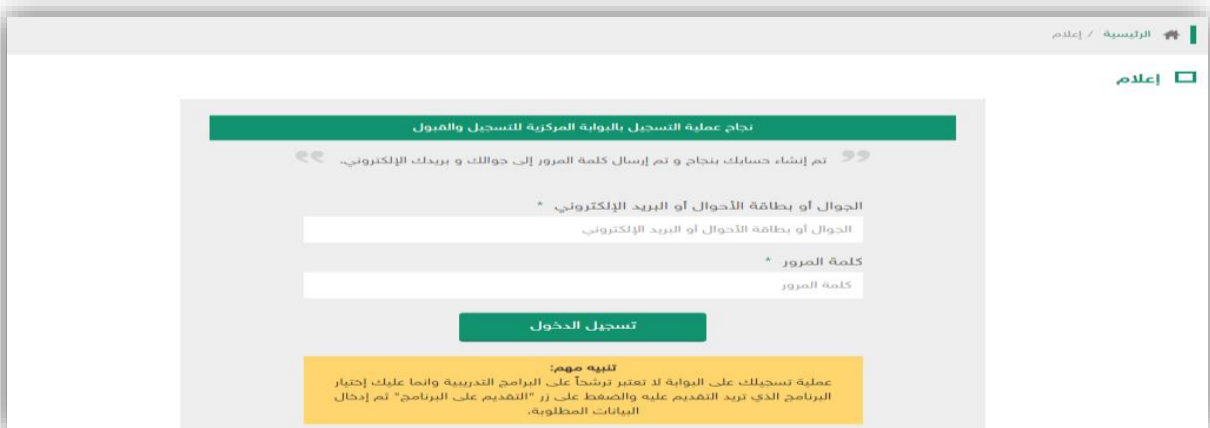 الرئيسية / إعلام
إعلام
نجاح عملية التسجيل بالبوابة المركزية للتسجيل والقبول
تم إنشاء حسابك بنجاح و تم إرسال كلمة المرور إلى جوالك و بريدك الإلكتروني.
الجوال أو بطاقة الأحوال أو البريد الإلكتروني *
الجوال أو بطاقة الأحوال أو البريد الإلكتروني
كلمة المرور *
كلمة المرور
تسجيل الدخول
تنبيه مهم:
عملية تسجيلك على البوابة لا تعتبر ترشحاً على البرامج التدريبية وانما عليك إختيار
البرنامج الذي تريد التقديم عليه والضغط على زر "التقديم على البرنامج" ثم إدخال
البيانات المطلوبة.